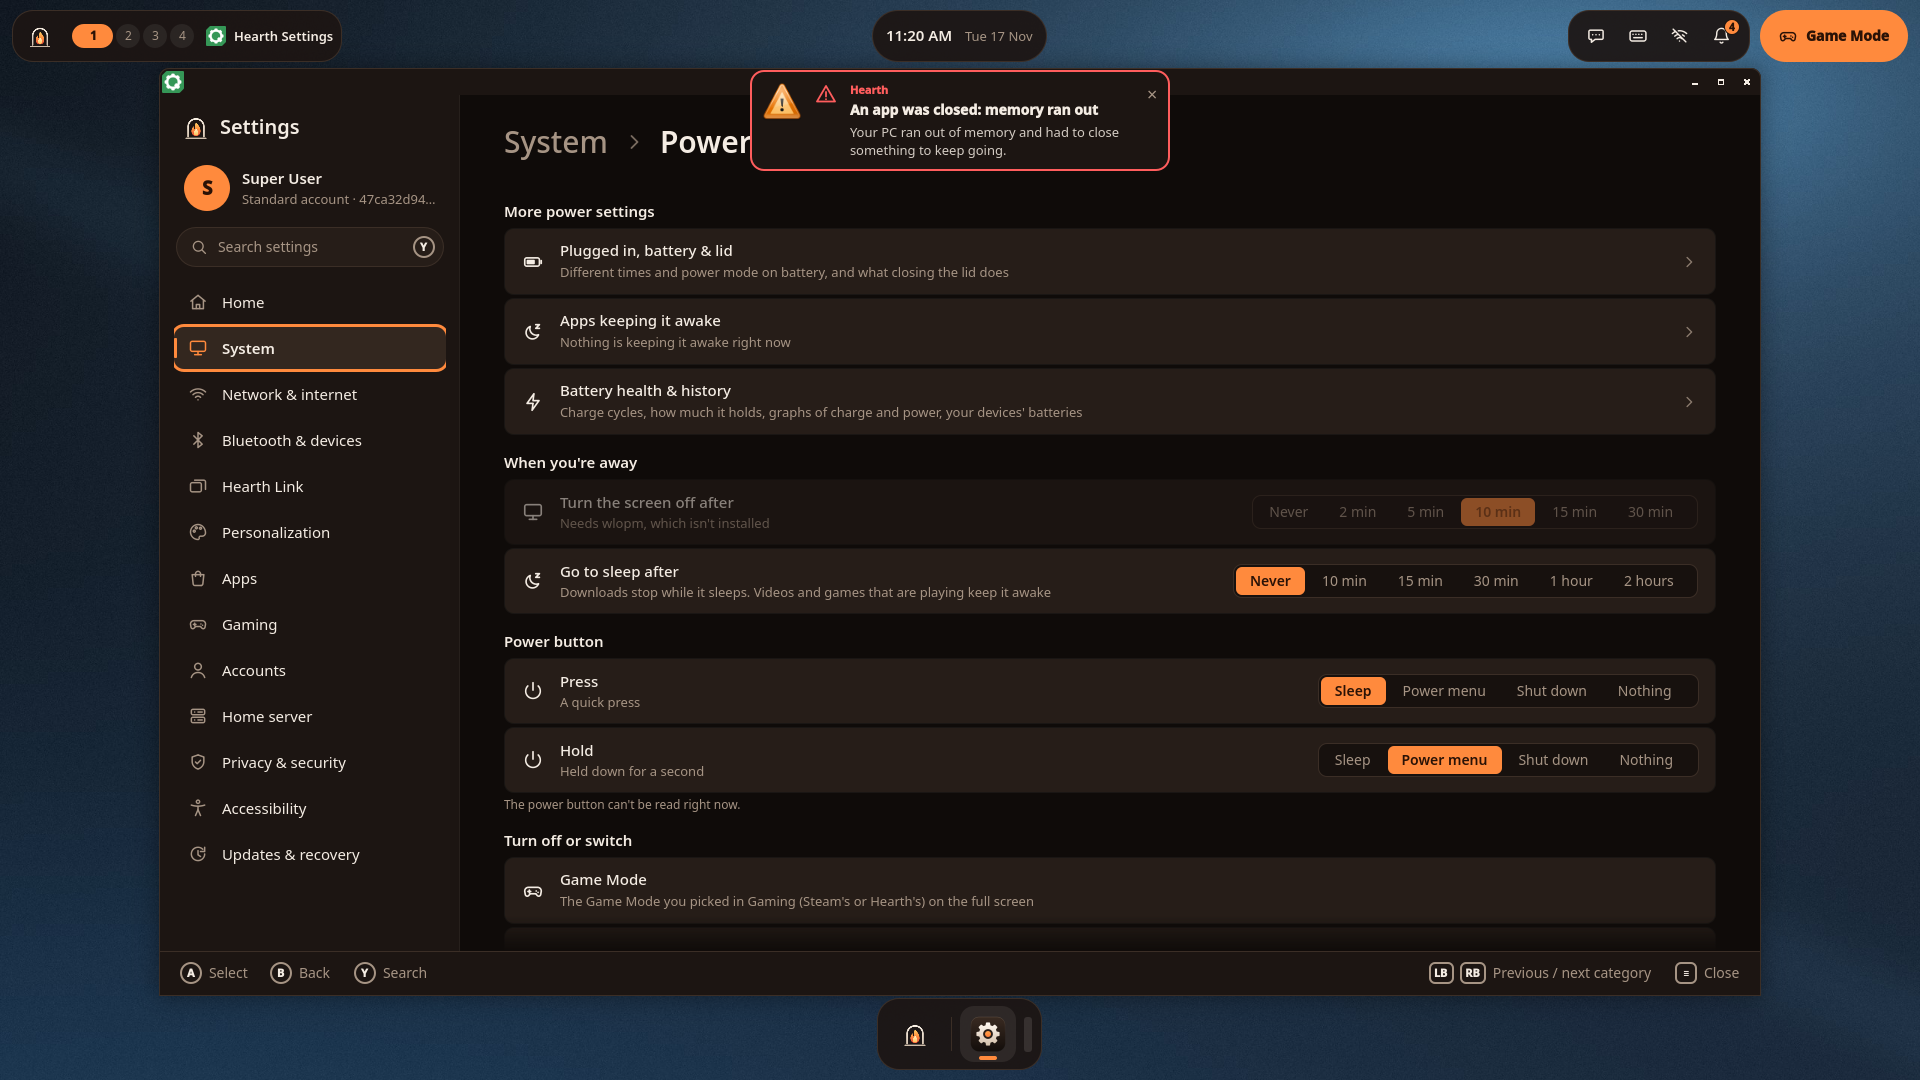 1 2 3 4 Hearth Settings
11:20 AM Tue 17 Nov
4
Game Mode
Hearth
An app was closed: memory ran out
Your PC ran out of memory and had to close
something to keep going.
Settings
S
Super User
Standard account · 47ca32d94...
Search settings Y
Home
System
Network & internet
Bluetooth & devices
Hearth Link
Personalization
Apps
Gaming
Accounts
Home server
Privacy & security
Accessibility
Updates & recovery
System > Power
More power settings
Plugged in, battery & lid
Different times and power mode on battery, and what closing the lid does
Apps keeping it awake
Nothing is keeping it awake right now
Battery health & history
Charge cycles, how much it holds, graphs of charge and power, your devices' batteries
When you're away
Turn the screen off after
Needs wlopm, which isn't installed
Never 2 min 5 min 10 min 15 min 30 min
Go to sleep after
Downloads stop while it sleeps. Videos and games that are playing keep it awake
Never 10 min 15 min 30 min 1 hour 2 hours
Power button
Press
A quick press
Sleep Power menu Shut down Nothing
Hold
Held down for a second
Sleep Power menu Shut down Nothing
The power button can't be read right now.
Turn off or switch
Game Mode
The Game Mode you picked in Gaming (Steam's or Hearth's) on the full screen
A Select B Back Y Search
LB RB Previous / next category ≡ Close